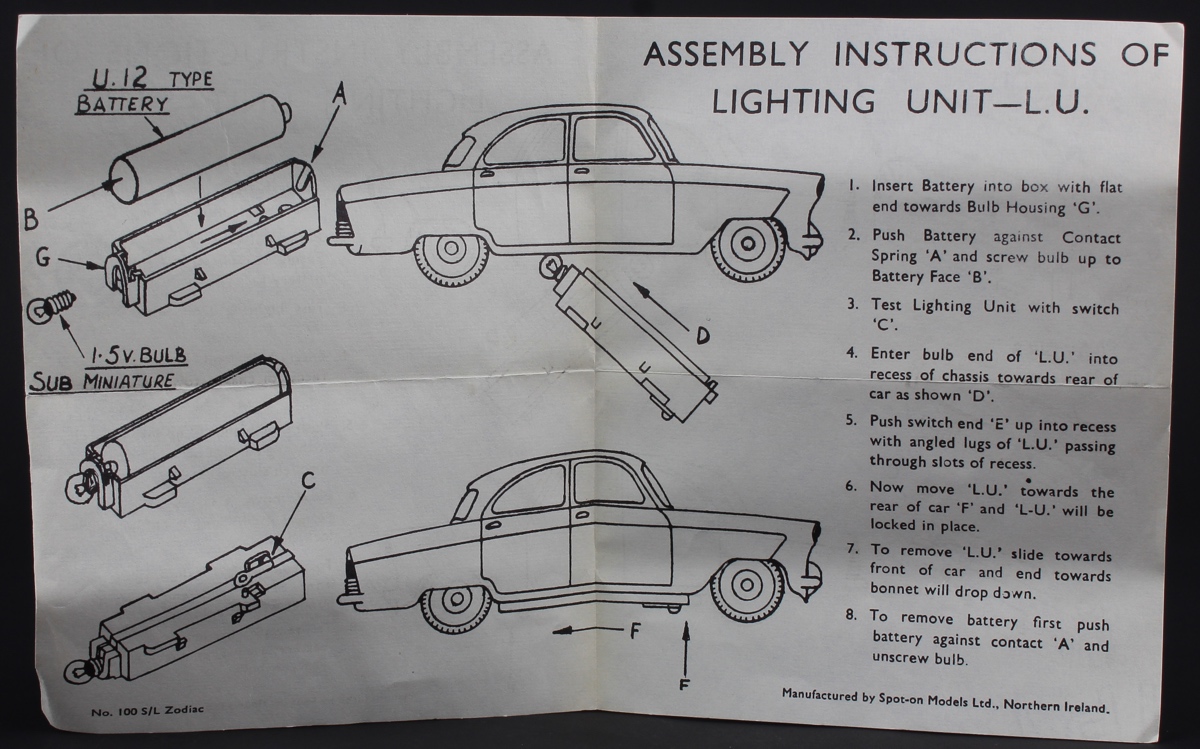 ASSEMBLY INSTRUCTIONS OF
LIGHTING UNIT—L.U.
U.12 TYPE
BATTERY
A
B
G
1·5V. BULB
SUB MINIATURE
C
D
F
F
1. Insert Battery into box with flat
end towards Bulb Housing ‘G’.
2. Push Battery against Contact
Spring ‘A’ and screw bulb up to
Battery Face ‘B’.
3. Test Lighting Unit with switch
‘C’.
4. Enter bulb end of ‘L.U.’ into
recess of chassis towards rear of
car as shown ‘D’.
5. Push switch end ‘E’ up into recess
with angled lugs of ‘L.U.’ passing
through slots of recess.
6. Now move ‘L.U.’ towards the
rear of car ‘F’ and ‘L-U.’ will be
locked in place.
7. To remove ‘L.U.’ slide towards
front of car and end towards
bonnet will drop down.
8. To remove battery first push
battery against contact ‘A’ and
unscrew bulb.
No. 100 S/L Zodiac
Manufactured by Spot-on Models Ltd., Northern Ireland.